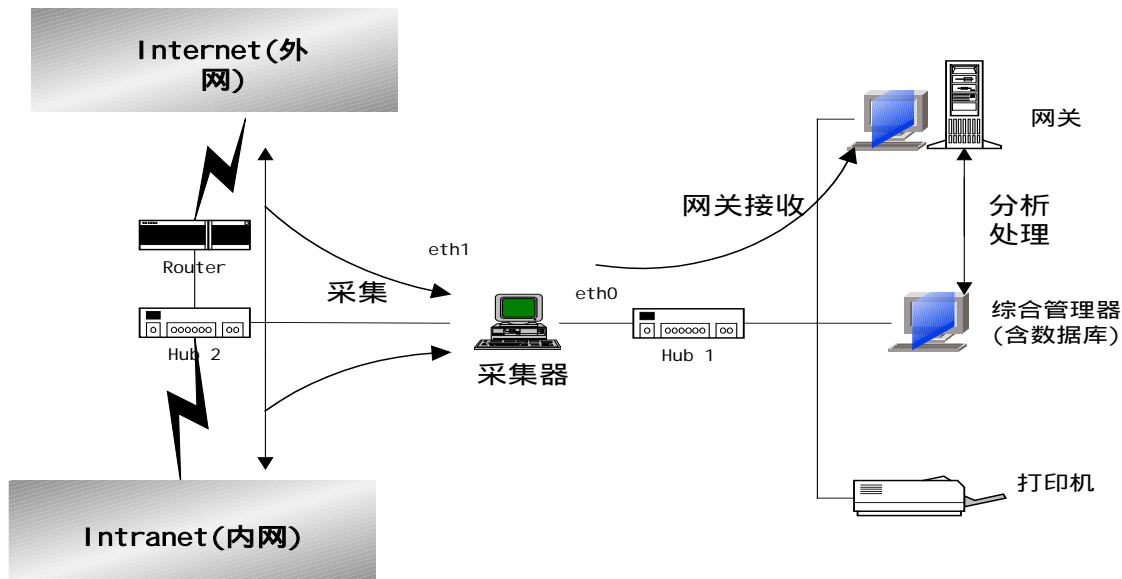 Internet(外
网)
网关
网关接收
分析
处理
eth1
Router
采集
eth0
综合管理器
(含数据库)
Hub 2
Hub 1
采集器
打印机
Intranet(内网)